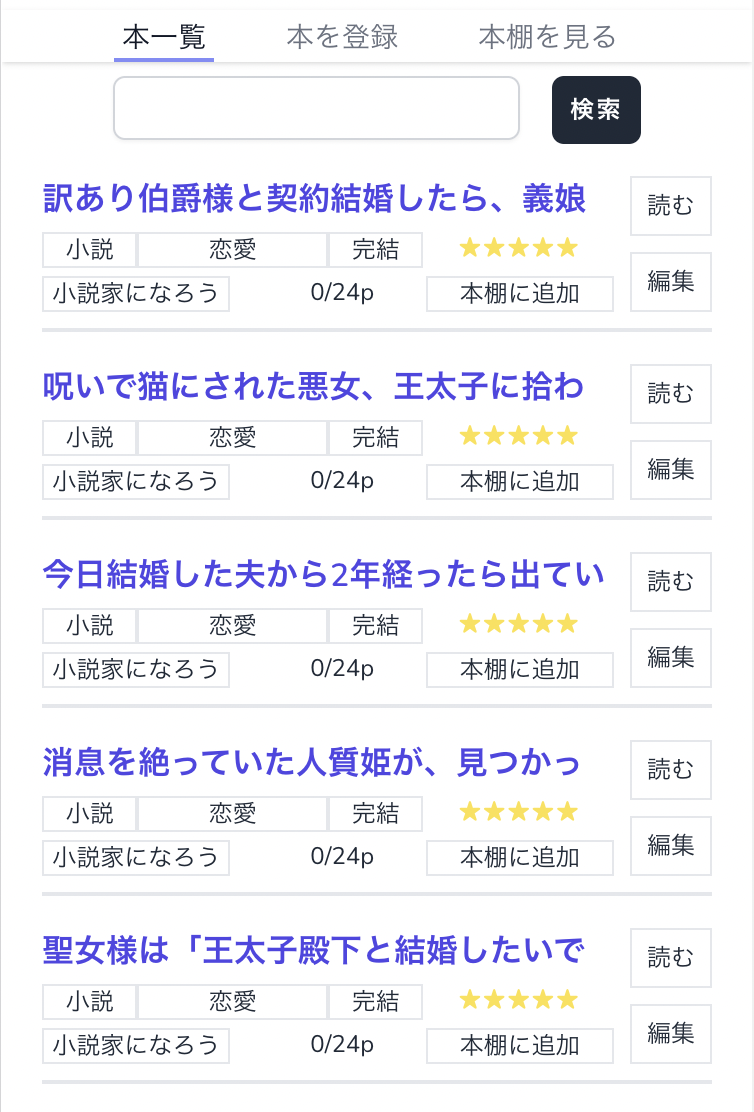 本一覧 本を登録 本棚を見る
検索
訳あり伯爵様と契約結婚したら、義娘 読む
小説 恋愛 完結 ★★★★★
小説家になろう 0/24p 本棚に追加 編集
呪いで猫にされた悪女、王太子に拾わ 読む
小説 恋愛 完結 ★★★★★
小説家になろう 0/24p 本棚に追加 編集
今日結婚した夫から2年経ったら出てい 読む
小説 恋愛 完結 ★★★★★
小説家になろう 0/24p 本棚に追加 編集
消息を絶っていた人質姫が、見つかっ 読む
小説 恋愛 完結 ★★★★★
小説家になろう 0/24p 本棚に追加 編集
聖女様は「王太子殿下と結婚したいで 読む
小説 恋愛 完結 ★★★★★
小説家になろう 0/24p 本棚に追加 編集